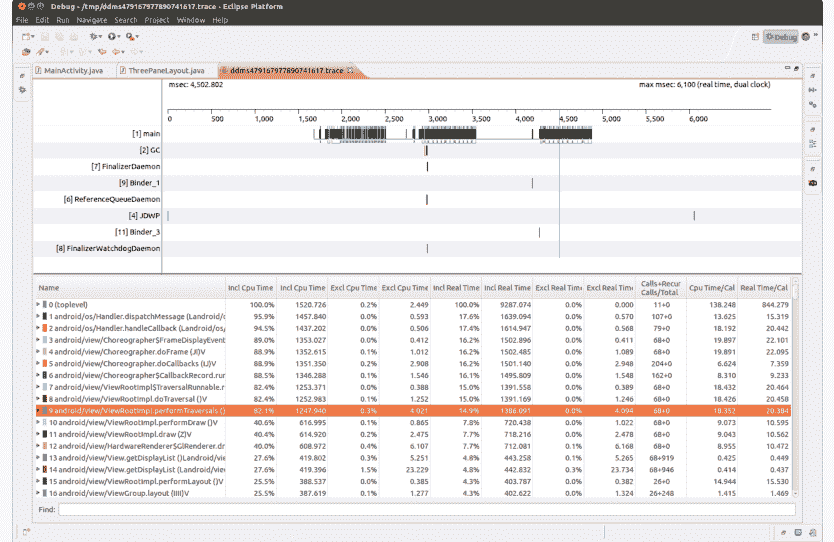 Debug - /tmp/ddms4791679778907​41617.trace - Eclipse Platform
File Edit Run Navigate Search Project Window Help
Debug
MainActivity.java ThreePaneLayout.java ddms479167977890741617.trace
msec: 4,502.802 max msec: 6,100 (real time, dual clock)
0 500 1,000 1,500 2,000 2,500 3,000 3,500 4,000 4,500 5,000 5,500 6,000
[1] main
[2] GC
[7] FinalizerDaemon
[9] Binder_1
[6] ReferenceQueueDaemon
[4] JDWP
[11] Binder_3
[8] FinalizerWatchdogDaemon
Name Incl Cpu Time Incl Cpu Time Excl Cpu Time Excl Cpu Time Incl Real Time Incl Real Time Excl Real Time Excl Real Time Calls+Recur Calls/Total Cpu Time/Cal Real Time/Cal
0 (toplevel) 100.0% 1520.726 0.2% 2.449 100.0% 9287.074 0.0% 0.000 11+0 138.248 844.279
1 android/os/Handler.dispatchMessage (Landroid/o 95.9% 1457.840 0.0% 0.593 17.6% 1639.094 0.0% 0.570 107+0 13.625 15.319
2 android/os/Handler.handleCallback (Landroid/os/ 94.5% 1437.202 0.0% 0.506 17.4% 1614.947 0.0% 0.568 79+0 18.192 20.442
3 android/view/Choreographer$FrameDisplayEvent 89.0% 1353.027 0.0% 0.411 16.2% 1502.896 0.0% 0.411 68+0 19.897 22.101
4 android/view/Choreographer.doFrame (JI)V 88.9% 1352.615 0.1% 1.012 16.2% 1502.485 0.0% 1.089 68+0 19.891 22.095
5 android/view/Choreographer.doCallbacks (IJ)V 88.9% 1351.350 0.2% 2.908 16.2% 1501.140 0.0% 2.948 204+0 6.624 7.359
6 android/view/Choreographer$CallbackRecord.run 88.5% 1346.288 0.1% 1.546 16.1% 1495.809 0.0% 1.548 162+0 8.310 9.233
7 android/view/ViewRootImpl$TraversalRunnable.r 82.4% 1253.371 0.0% 0.388 15.0% 1391.558 0.0% 0.389 68+0 18.432 20.464
8 android/view/ViewRootImpl.doTraversal ()V 82.4% 1252.983 0.1% 1.252 15.0% 1391.169 0.0% 1.246 68+0 18.426 20.458
9 android/view/ViewRootImpl.performTraversals () 82.1% 1247.940 0.3% 4.021 14.9% 1386.091 0.0% 4.094 68+0 18.352 20.384
10 android/view/ViewRootImpl.performDraw ()V 40.6% 616.995 0.1% 0.865 7.8% 720.438 0.0% 1.022 68+0 9.073 10.595
11 android/view/ViewRootImpl.draw (Z)V 40.4% 614.920 0.2% 2.475 7.7% 718.216 0.0% 2.478 68+0 9.043 10.562
12 android/view/HardwareRenderer$GlRenderer.dr 40.0% 608.972 0.4% 6.107 7.7% 712.081 0.1% 6.168 68+0 8.955 10.472
13 android/view/View.getDisplayList ()Landroid/vie 27.6% 419.802 0.3% 5.251 4.8% 443.258 0.1% 5.265 68+919 0.425 0.449
14 android/view/View.getDisplayList (Landroid/view 27.6% 419.396 1.5% 23.229 4.8% 442.832 0.3% 23.734 68+946 0.414 0.437
15 android/view/ViewRootImpl.performLayout ()V 25.5% 388.537 0.0% 0.385 4.3% 403.787 0.0% 0.382 26+0 14.944 15.530
16 android/view/ViewGroup.layout (IIII)V 25.5% 387.619 0.1% 1.277 4.3% 402.622 0.0% 1.324 26+248 1.415 1.469
Find: